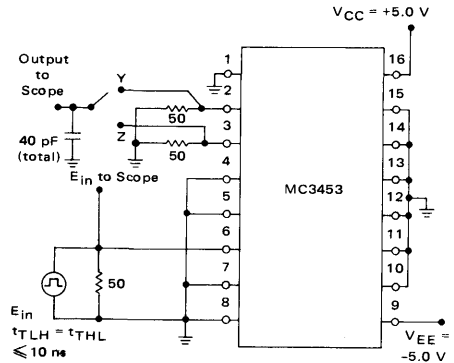 VCC = +5.0 V
Output
to
Scope
Y
50
Z
50
40 pF
(total)
Ein to Scope
50
Ein
tTLH = tTHL
⩽ 10 ns
1
2
3
4
5
6
7
8
MC3453
16
15
14
13
12
11
10
9
VEE =
-5.0 V